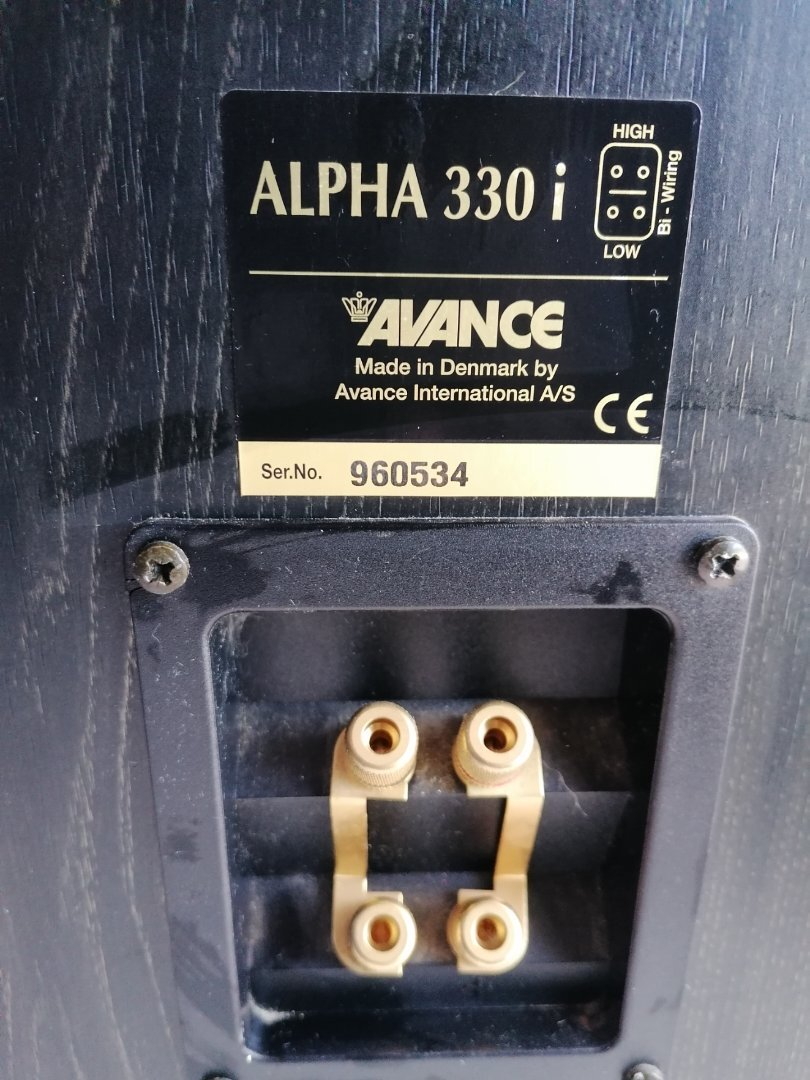 HIGH
ALPHA 330 i
Bi - Wiring
LOW
AVANCE
Made in Denmark by
Avance International A/S
CE
Ser.No. 960534